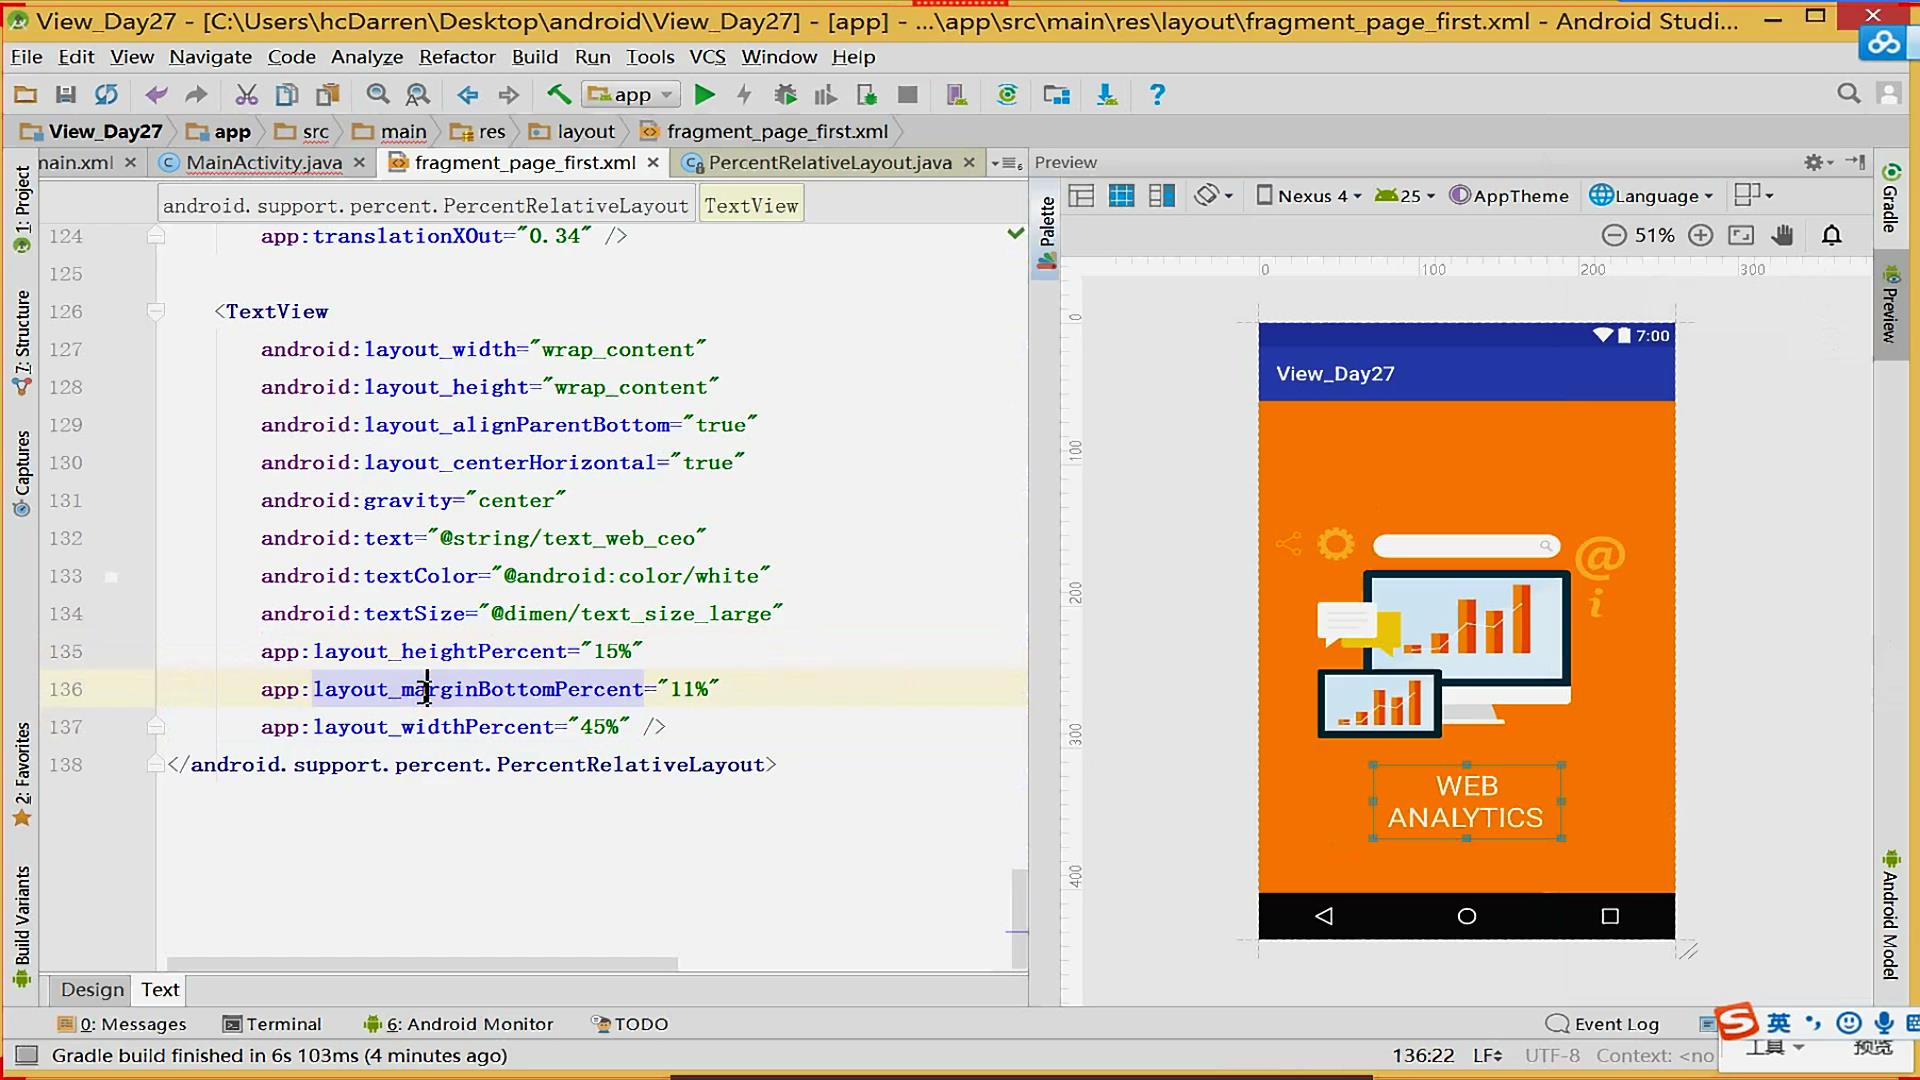 View_Day27 - [C:\Users\hcDarren\Desktop\android\View_Day27] - [app] - ...\app\src\main\res\layout\fragment_page_first.xml - Android Studi...
File Edit View Navigate Code Analyze Refactor Build Run Tools VCS Window Help
app
View_Day27 app src main res layout fragment_page_first.xml
main.xml MainActivity.java fragment_page_first.xml PercentRelativeLayout.java 6 Preview
android.support.percent.PercentRelativeLayout TextView
Nexus 4 25 AppTheme Language
51%
124 app:translationXOut="0.34" />
125
126 <TextView
127 android:layout_width="wrap_content"
128 android:layout_height="wrap_content"
129 android:layout_alignParentBottom="true"
130 android:layout_centerHorizontal="true"
131 android:gravity="center"
132 android:text="@string/text_web_ceo"
133 android:textColor="@android:color/white"
134 android:textSize="@dimen/text_size_large"
135 app:layout_heightPercent="15%"
136 app:layout_marginBottomPercent="11%"
137 app:layout_widthPercent="45%" />
138 </android.support.percent.PercentRelativeLayout>
1: Project
7: Structure
Captures
2: Favorites
Build Variants
Palette
0 100 200 300
0
100
200
300
400
7:00
View_Day27
@
i
WEB
ANALYTICS
Gradle
Preview
Android Model
Design Text
0: Messages Terminal 6: Android Monitor TODO Event Log
Gradle build finished in 6s 103ms (4 minutes ago) 136:22 LF UTF-8 Context: <no
S 英
工具 预览